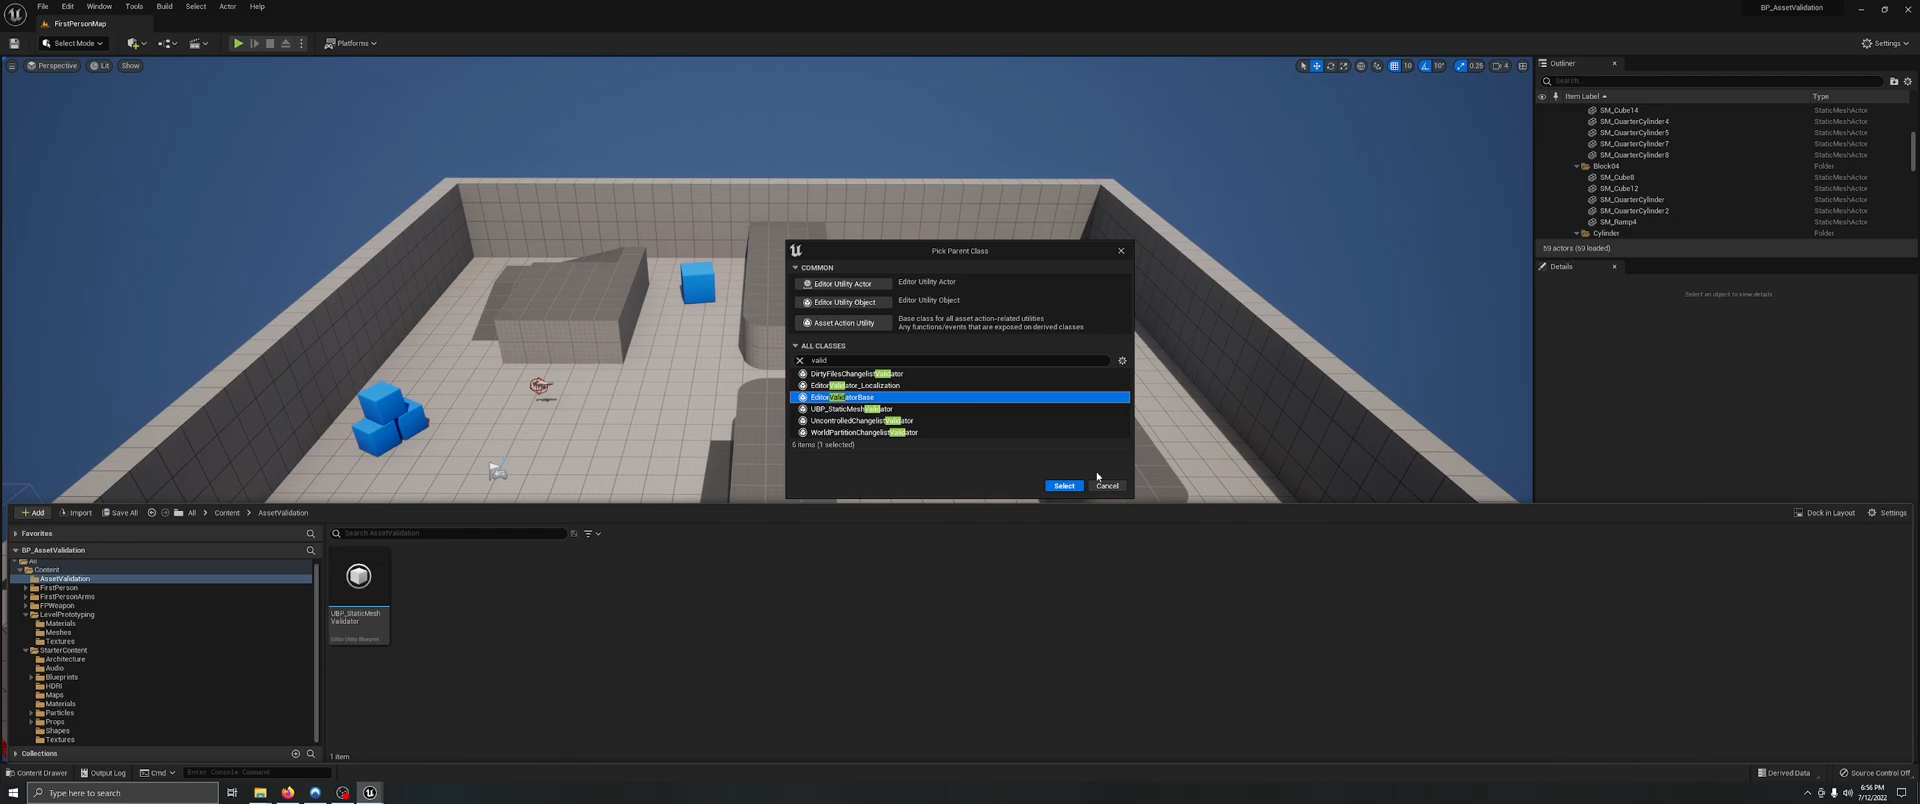 File Edit Window Tools Build Select Actor Help
BP_AssetValidation
FirstPersonMap
Select Mode
Platforms
Settings
Perspective Lit Show
10 10° 0.25 4
Outliner
Search...
Item Label Type
SM_Cube14 StaticMeshActor
SM_QuarterCylinder4 StaticMeshActor
SM_QuarterCylinder5 StaticMeshActor
SM_QuarterCylinder7 StaticMeshActor
SM_QuarterCylinder8 StaticMeshActor
Block04 Folder
SM_Cube8 StaticMeshActor
SM_Cube12 StaticMeshActor
SM_QuarterCylinder StaticMeshActor
SM_QuarterCylinder2 StaticMeshActor
SM_Ramp4 StaticMeshActor
Cylinder Folder
59 actors (59 loaded)
Details
Select an object to view details.
Pick Parent Class
COMMON
Editor Utility Actor Editor Utility Actor
Editor Utility Object Editor Utility Object
Asset Action Utility Base class for all asset action-related utilities
Any functions/events that are exposed on derived classes
ALL CLASSES
valid
DirtyFilesChangelistValidator
EditorValidator_Localization
EditorValidatorBase
UBP_StaticMeshValidator
UncontrolledChangelistValidator
WorldPartitionChangelistValidator
6 items (1 selected)
Select Cancel
Add Import Save All All Content AssetValidation
Dock in Layout Settings
Favorites
Search AssetValidation
BP_AssetValidation
All
Content
AssetValidation
FirstPerson
FirstPersonArms
FPWeapon
LevelPrototyping
Materials
Meshes
Textures
StarterContent
Architecture
Audio
Blueprints
HDRI
Maps
Materials
Particles
Props
Shapes
Textures
Collections
UBP_StaticMesh
Validator
Editor Utility Blueprint
1 item
Content Drawer Output Log Cmd Enter Console Command
Derived Data Source Control Off
Type here to search
6:56 PM
7/12/2022